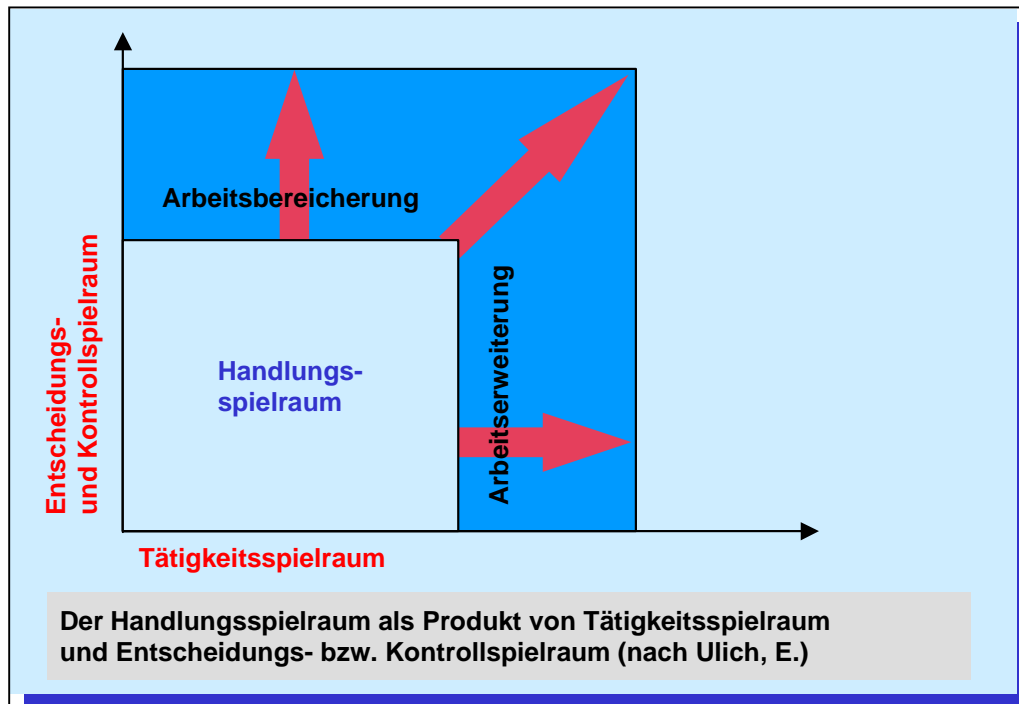 Arbeitsbereicherung
Entscheidungs-
und Kontrollspielraum
Handlungs-
spielraum
Arbeitserweiterung
Tätigkeitsspielraum
Der Handlungsspielraum als Produkt von Tätigkeitsspielraum
und Entscheidungs- bzw. Kontrollspielraum (nach Ulich, E.)